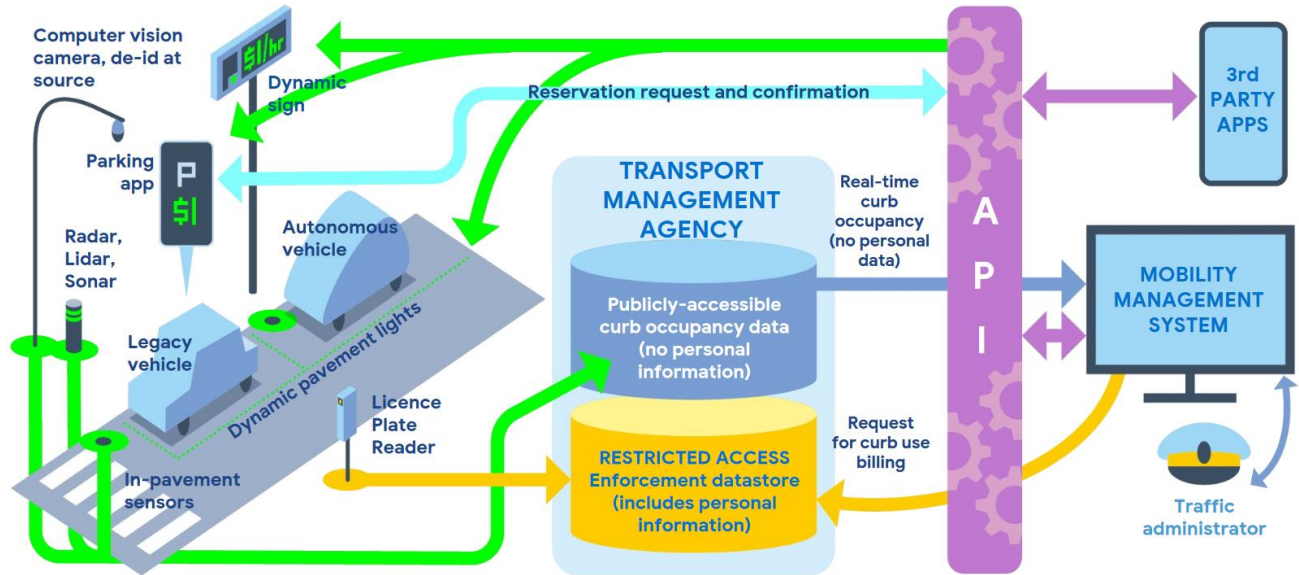 Computer vision
camera, de-id at
source
$1/hr
Dynamic
sign
Parking
app
P
$1
Radar,
Lidar,
Sonar
Autonomous
vehicle
Legacy
vehicle
Dynamic pavement lights
In-pavement
sensors
Licence
Plate
Reader
Reservation request and confirmation
TRANSPORT
MANAGEMENT
AGENCY
Publicly-accessible
curb occupancy data
(no personal
information)
RESTRICTED ACCESS
Enforcement datastore
(includes personal
information)
Real-time
curb
occupancy
(no personal
data)
Request
for curb use
billing
A
P
I
3rd
PARTY
APPS
MOBILITY
MANAGEMENT
SYSTEM
Traffic
administrator